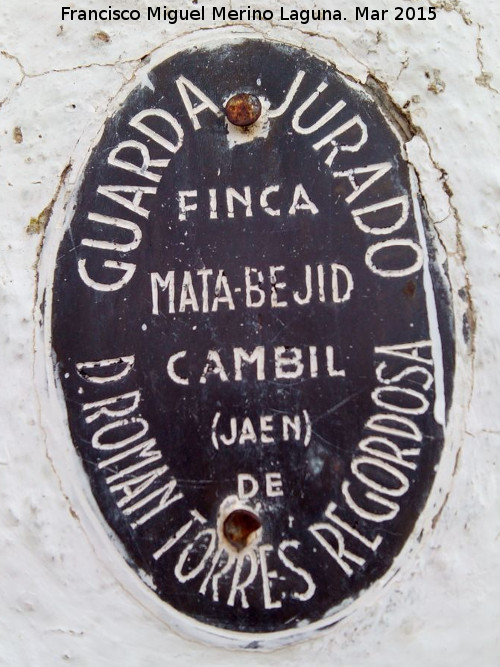 Francisco Miguel Merino Laguna. Mar 2015
GUARDA JURADO
FINCA
MATA-BEJID
CAMBIL
(JAEN)
DE
D. ROMAN TORRES REGORDOSA